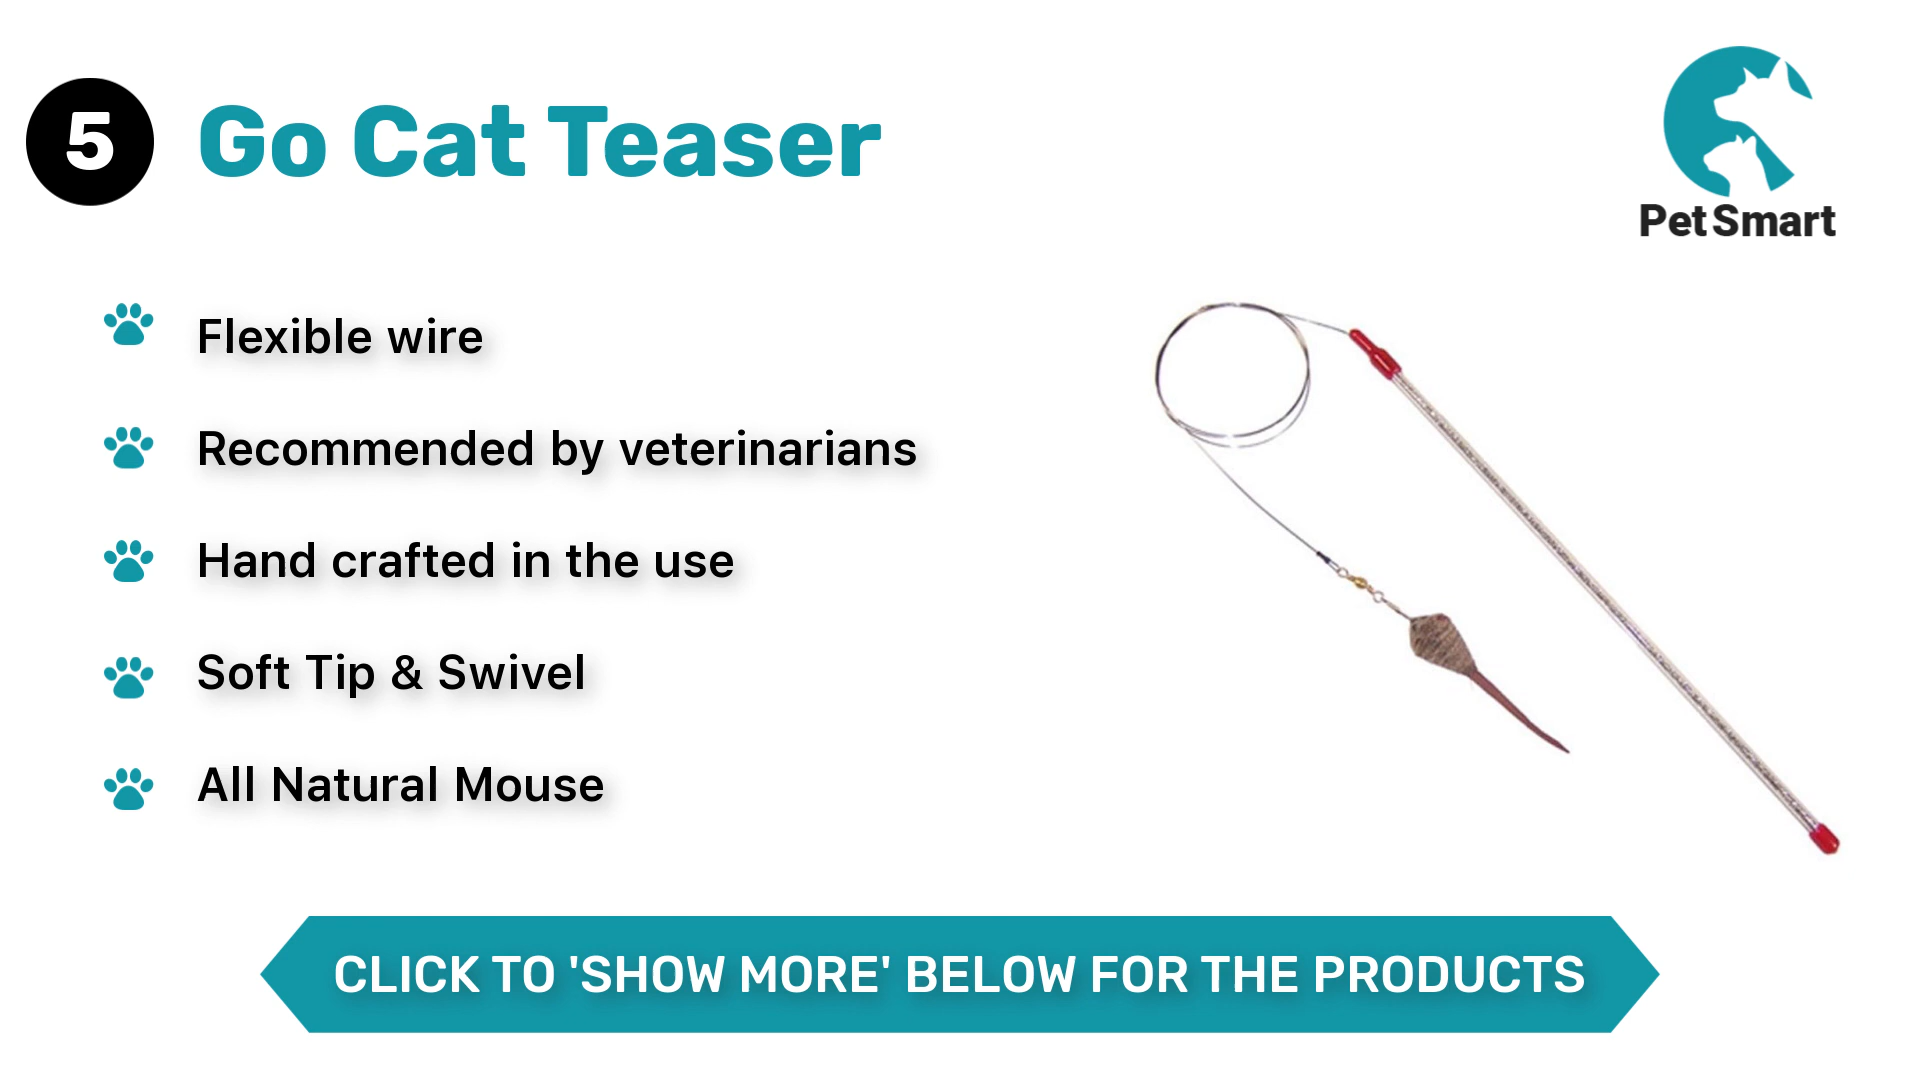 5
Go Cat Teaser
PetSmart
Flexible wire
Recommended by veterinarians
Hand crafted in the use
Soft Tip & Swivel
All Natural Mouse
CLICK TO 'SHOW MORE' BELOW FOR THE PRODUCTS